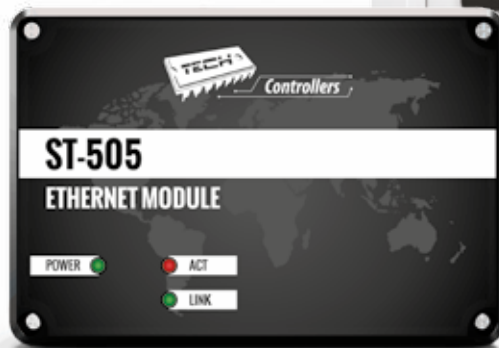 TECH
Controllers
ST-505
ETHERNET MODULE
POWER
ACT
LINK